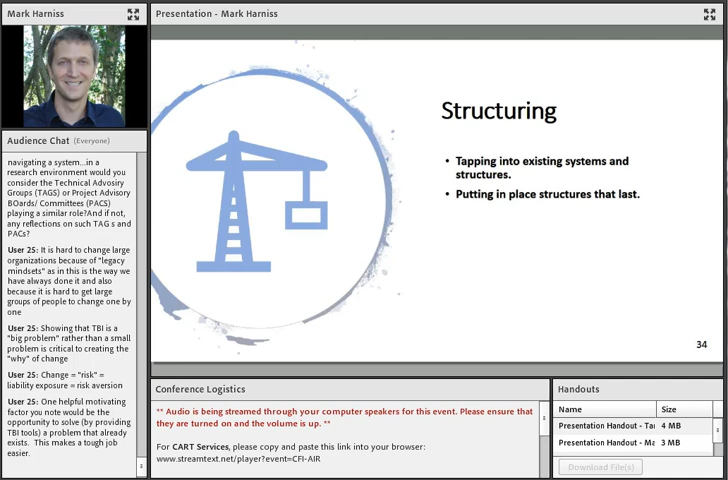 Mark Harniss
Presentation - Mark Harniss
Audience Chat (Everyone)
navigating a system...in a
research environment would you
consider the Technical Advosiry
Groups (TAGS) or Project Advisory
BOards/ Committees (PACS)
playing a similar role?And if not,
any reflections on such TAG s and
PACs?
User 25: It is hard to change large
organizations because of "legacy
mindsets" as in this is the way we
have always done it and also
because it is hard to get large
groups of people to change one by
one
User 25: Showing that TBI is a
"big problem" rather than a small
problem is critical to creating the
"why" of change
User 25: Change = "risk" =
liability exposure = risk aversion
User 25: One helpful motivating
factor you note would be the
opportunity to solve (by providing
TBI tools) a problem that already
exists. This makes a tough job
easier.
Structuring
• Tapping into existing systems and
structures.
• Putting in place structures that last.
34
Conference Logistics
** Audio is being streamed through your computer speakers for this event. Please ensure that
they are turned on and the volume is up. **
For CART Services, please copy and paste this link into your browser:
www.streamtext.net/player?event=CFI-AIR
Handouts
Name Size
Presentation Handout - Tai 4 MB
Presentation Handout - Ma 3 MB
Download File(s)